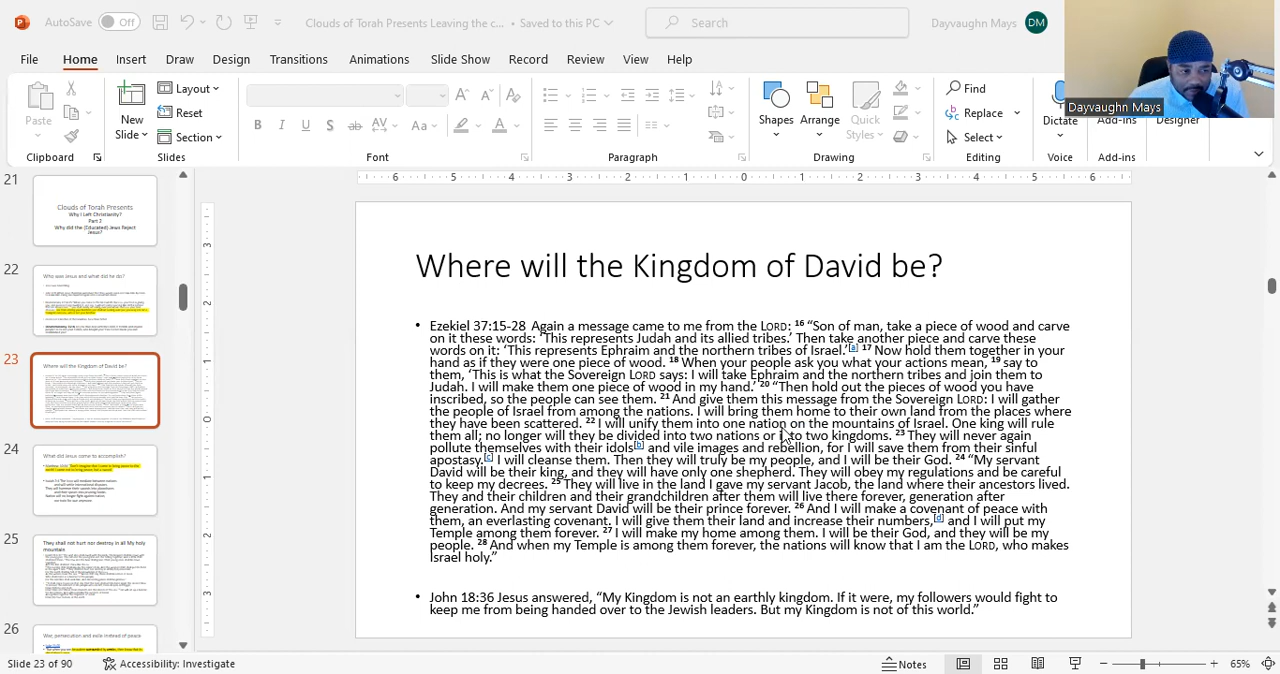 AutoSave Off
Clouds of Torah Presents Leaving the c... • Saved to this PC
Search
Dayvaughn Mays DM
File Home Insert Draw Design Transitions Animations Slide Show Record Review View Help
Paste
New
Slide
Layout
Reset
Section
B I U S ab AV Aa A
Shapes Arrange Quick
Styles
Find
Replace
Select
Dictate Add-ins Designer
Dayvaughn Mays
Clipboard Slides Font Paragraph Drawing Editing Voice Add-ins
6 5 4 3 2 1 0 1 2 3 4 5 6
21
Clouds of Torah Presents
Why I Left Christianity?
Part 2
Why did the (Educated) Jews Reject
Jesus?
22
Who was Jesus and what did he do?
23
Where will the Kingdom of David be?
24
What did Jesus come to accomplish?
25
They shall not hurt nor destroy in all My holy
mountain
26
War, persecution and exile instead of peace
Where will the Kingdom of David be?
again a message came to me from the LORD: 16 “Son of man, take a piece of wood and carve
on it these words: ‘This represents Judah and its allied tribes.’ Then take another piece and carve these
words on it: ‘This represents Ephraim and the northern tribes of Israel.’[a] 17 Now hold them together in your
hand as if they were one piece of wood. 18 When your people ask you what your actions mean, 19 say to
them, ‘This is what the Sovereign LORD says: I will take Ephraim and the northern tribes and join them to
Judah. I will make them one piece of wood in my hand.’ 20 “Then hold out the pieces of wood you have
inscribed, so the people can see them. 21 And give them this message from the Sovereign LORD: I will gather
the people of Israel from among the nations. I will bring them home to their own land from the places where
they have been scattered. 22 I will unify them into one nation on the mountains of Israel. One king will rule
them all; no longer will they be divided into two nations or into two kingdoms. 23 They will never again
pollute themselves with their idols[b] and vile images and rebellion, for I will save them from their sinful
apostasy.[c] I will cleanse them. Then they will truly be my people, and I will be their God. 24 “My servant
David will be their king, and they will have only one shepherd. They will obey my regulations and be careful
to keep my decrees. 25 They will live in the land I gave my servant Jacob, the land where their ancestors lived.
They and their children and their grandchildren after them will live there forever, generation after
generation. And my servant David will be their prince forever. 26 And I will make a covenant of peace with
them, an everlasting covenant. I will give them their land and increase their numbers,[d] and I will put my
Temple among them forever. 27 I will make my home among them. I will be their God, and they will be my
people. 28 And when my Temple is among them forever, the nations will know that I am the LORD, who makes
Israel holy.”
• John 18:36 Jesus answered, “My Kingdom is not an earthly kingdom. If it were, my followers would fight to
keep me from being handed over to the Jewish leaders. But my Kingdom is not of this world.”
Slide 23 of 90 Accessibility: Investigate Notes 65%